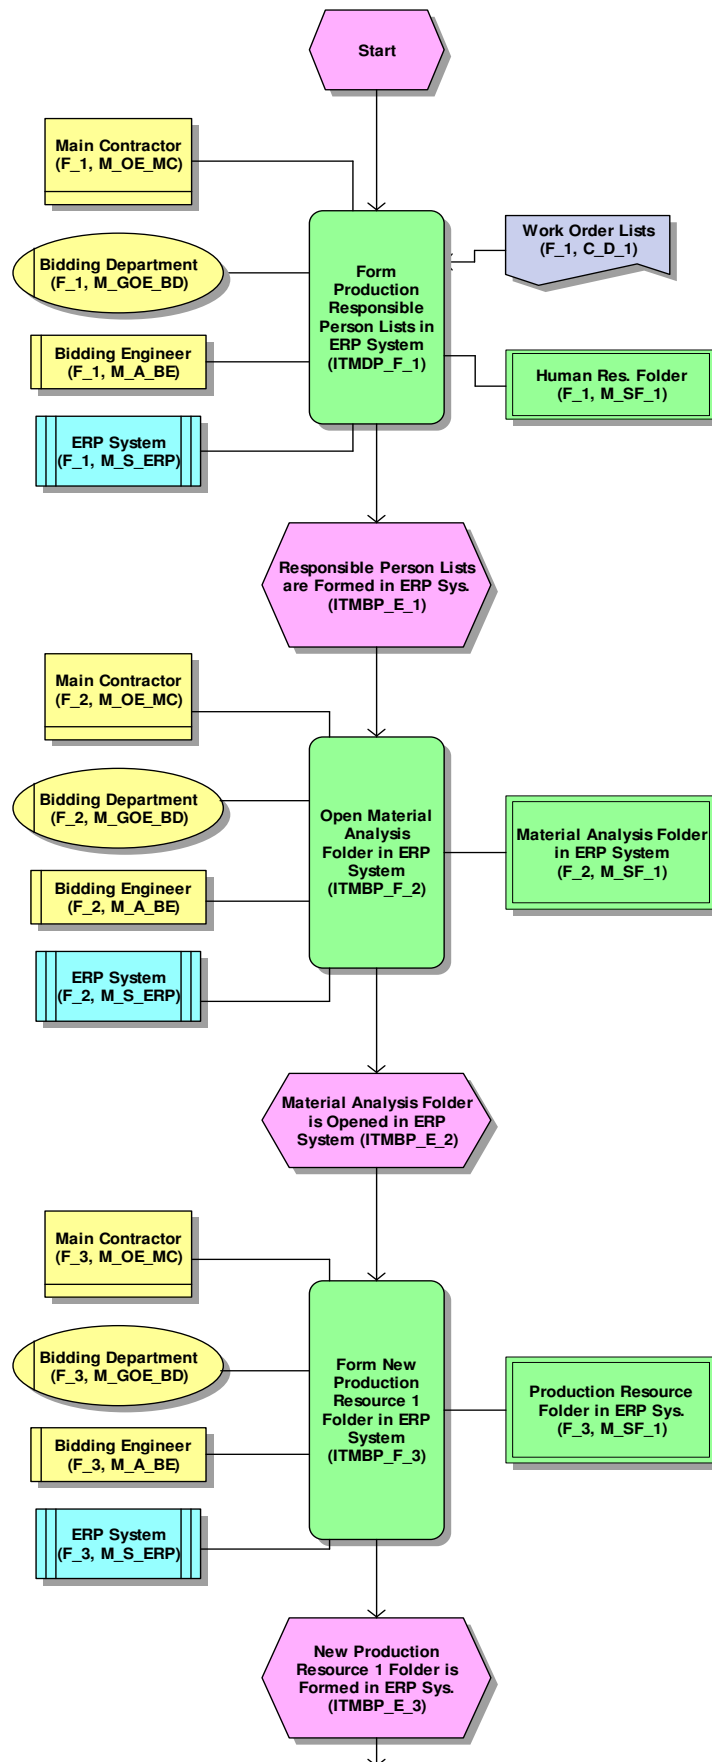 Start
Main Contractor
(F_1, M_OE_MC)
Bidding Department
(F_1, M_GOE_BD)
Bidding Engineer
(F_1, M_A_BE)
ERP System
(F_1, M_S_ERP)
Form
Production
Responsible
Person Lists in
ERP System
(ITMDP_F_1)
Work Order Lists
(F_1, C_D_1)
Human Res. Folder
(F_1, M_SF_1)
Responsible Person Lists
are Formed in ERP Sys.
(ITMBP_E_1)
Main Contractor
(F_2, M_OE_MC)
Bidding Department
(F_2, M_GOE_BD)
Bidding Engineer
(F_2, M_A_BE)
ERP System
(F_2, M_S_ERP)
Open Material
Analysis
Folder in ERP
System
(ITMBP_F_2)
Material Analysis Folder
in ERP System
(F_2, M_SF_1)
Material Analysis Folder
is Opened in ERP
System (ITMBP_E_2)
Main Contractor
(F_3, M_OE_MC)
Bidding Department
(F_3, M_GOE_BD)
Bidding Engineer
(F_3, M_A_BE)
ERP System
(F_3, M_S_ERP)
Form New
Production
Resource 1
Folder in ERP
System
(ITMBP_F_3)
Production Resource
Folder in ERP Sys.
(F_3, M_SF_1)
New Production
Resource 1 Folder is
Formed in ERP Sys.
(ITMBP_E_3)